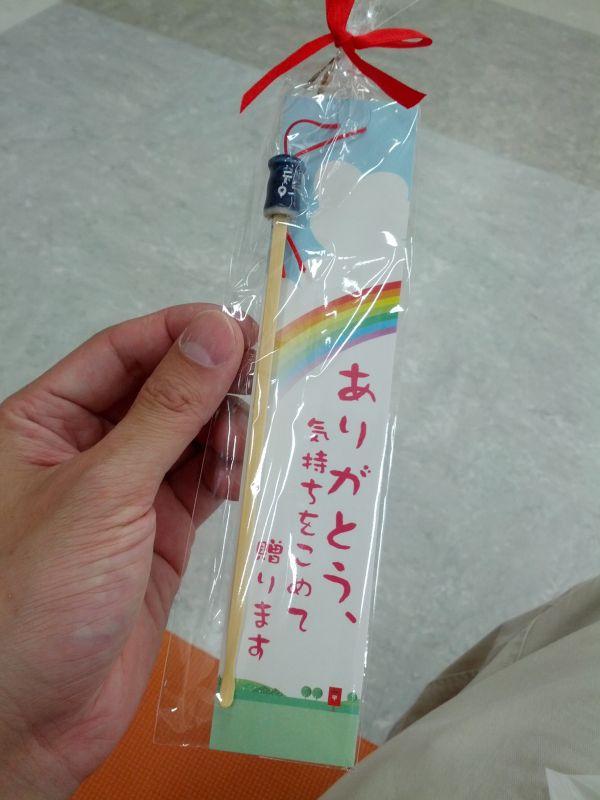 ありがとう、
気持ちをこめて
贈ります